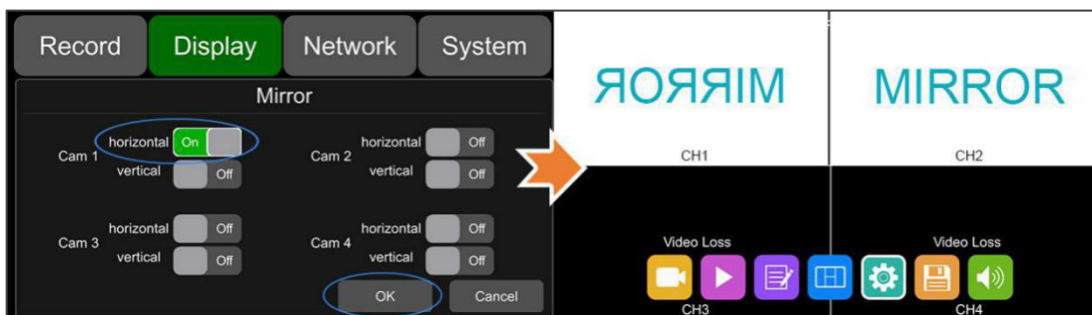 Record Display Network System
Mirror
Cam 1 horizontal On
vertical Off
Cam 2 horizontal Off
vertical Off
Cam 3 horizontal Off
vertical Off
Cam 4 horizontal Off
vertical Off
OK Cancel
MIRROR
CH1
MIRROR
CH2
Video Loss
CH3
Video Loss
CH4